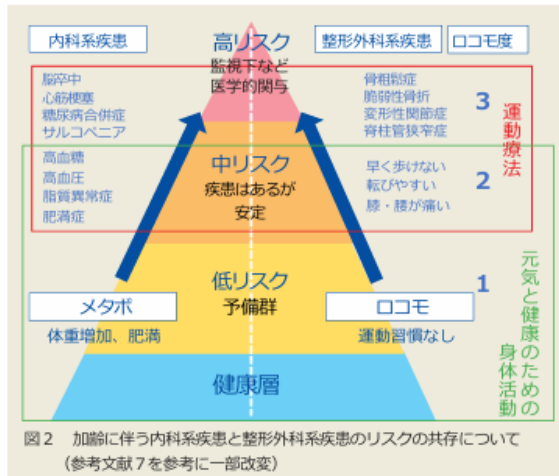 内科系疾患
高リスク
監視下など
医学的関与
整形外科系疾患
ロコモ度
脳卒中
心筋梗塞
糖尿病合併症
サルコペニア
骨粗鬆症
脆弱性骨折
変形性関節症
脊柱管狭窄症
3
運動療法
高血糖
高血圧
脂質異常症
肥満症
中リスク
疾患はあるが
安定
早く歩けない
転びやすい
膝・腰が痛い
2
低リスク
予備群
1
メタボ
体重増加、肥満
ロコモ
運動習慣なし
元気と健康のための
身体活動
健康層
図2 加齢に伴う内科系疾患と整形外科系疾患のリスクの共存について
（参考文献7を参考に一部改変）